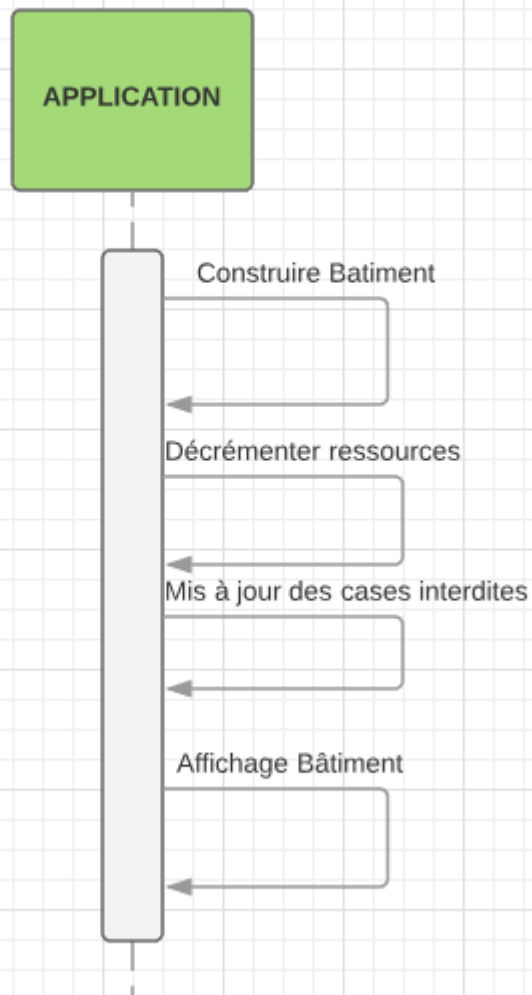 APPLICATION
Construire Batiment
Décrémenter ressources
Mis à jour des cases interdites
Affichage Bâtiment